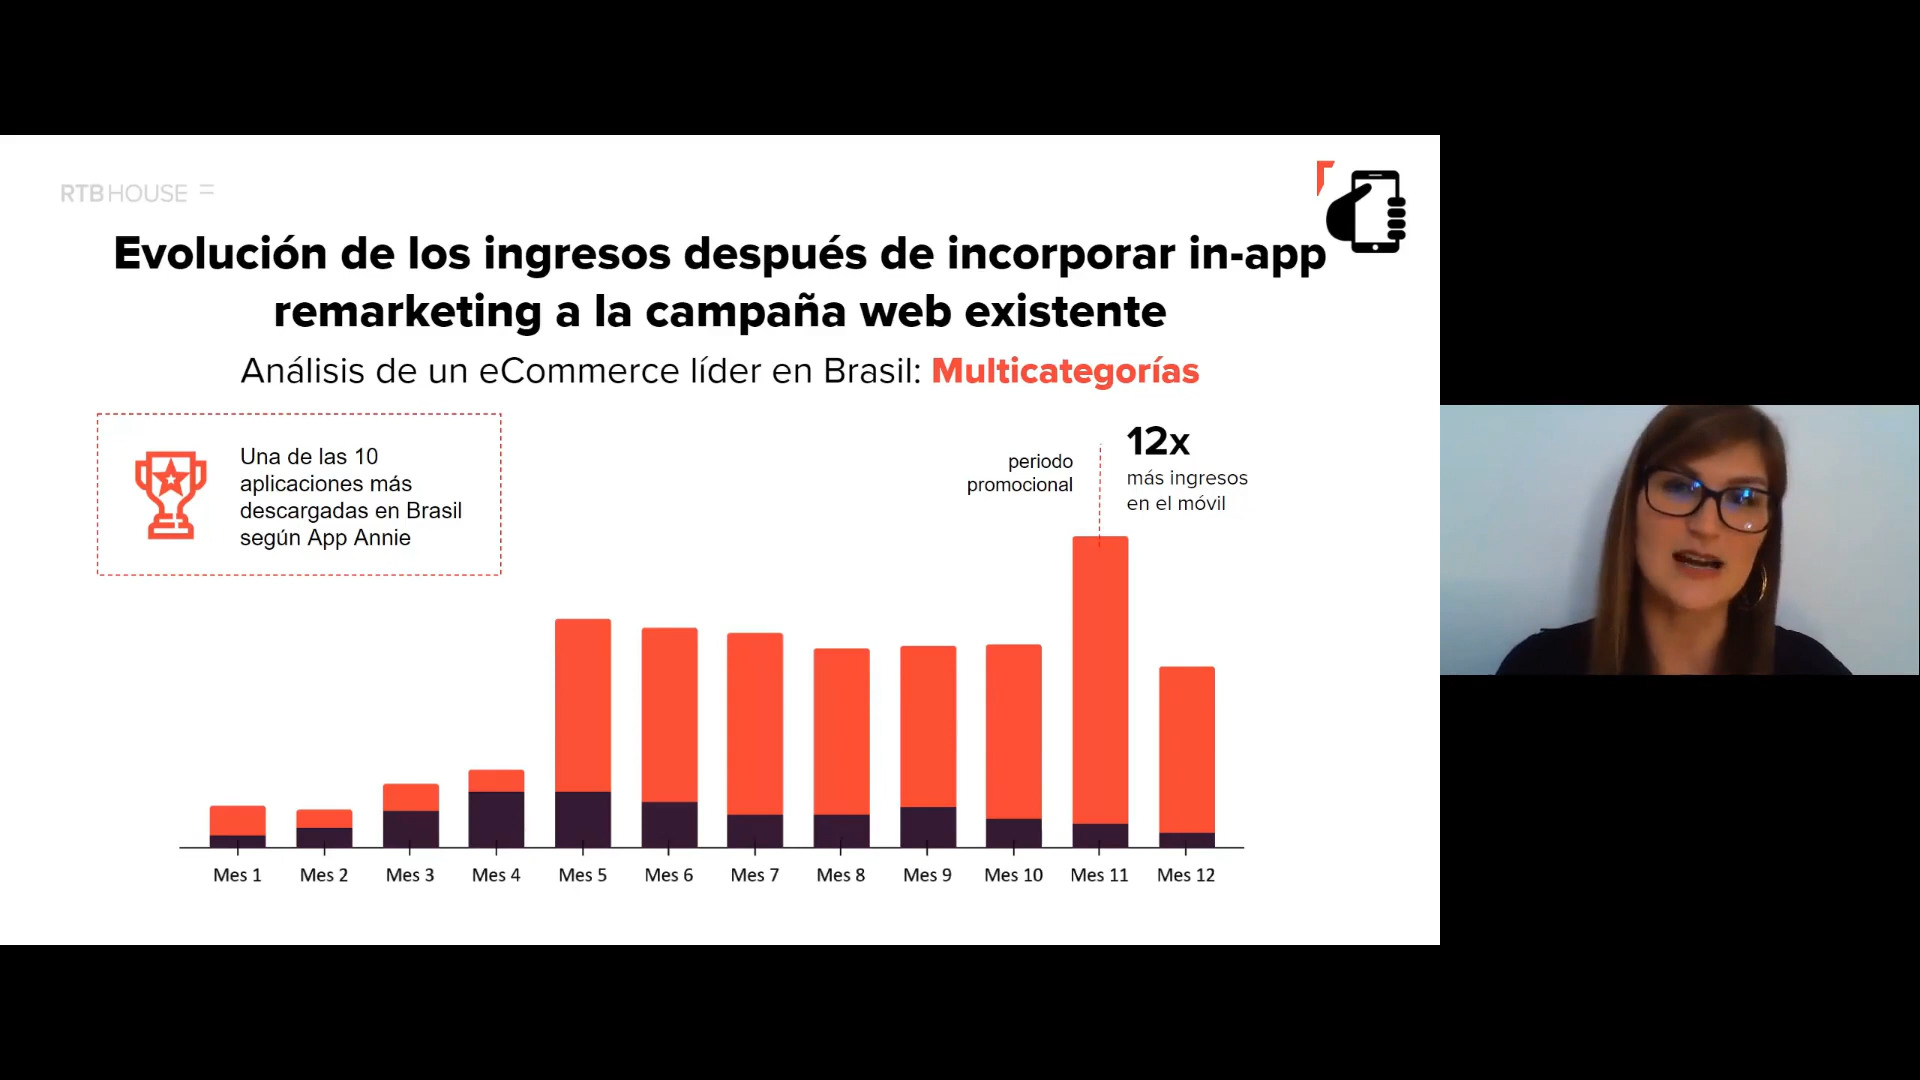 RTBHOUSE
Evolución de los ingresos después de incorporar in-app
remarketing a la campaña web existente
Análisis de un eCommerce líder en Brasil: Multicategorías
Una de las 10
aplicaciones más
descargadas en Brasil
según App Annie
periodo
promocional
12x
más ingresos
en el móvil
Mes 1 Mes 2 Mes 3 Mes 4 Mes 5 Mes 6 Mes 7 Mes 8 Mes 9 Mes 10 Mes 11 Mes 12